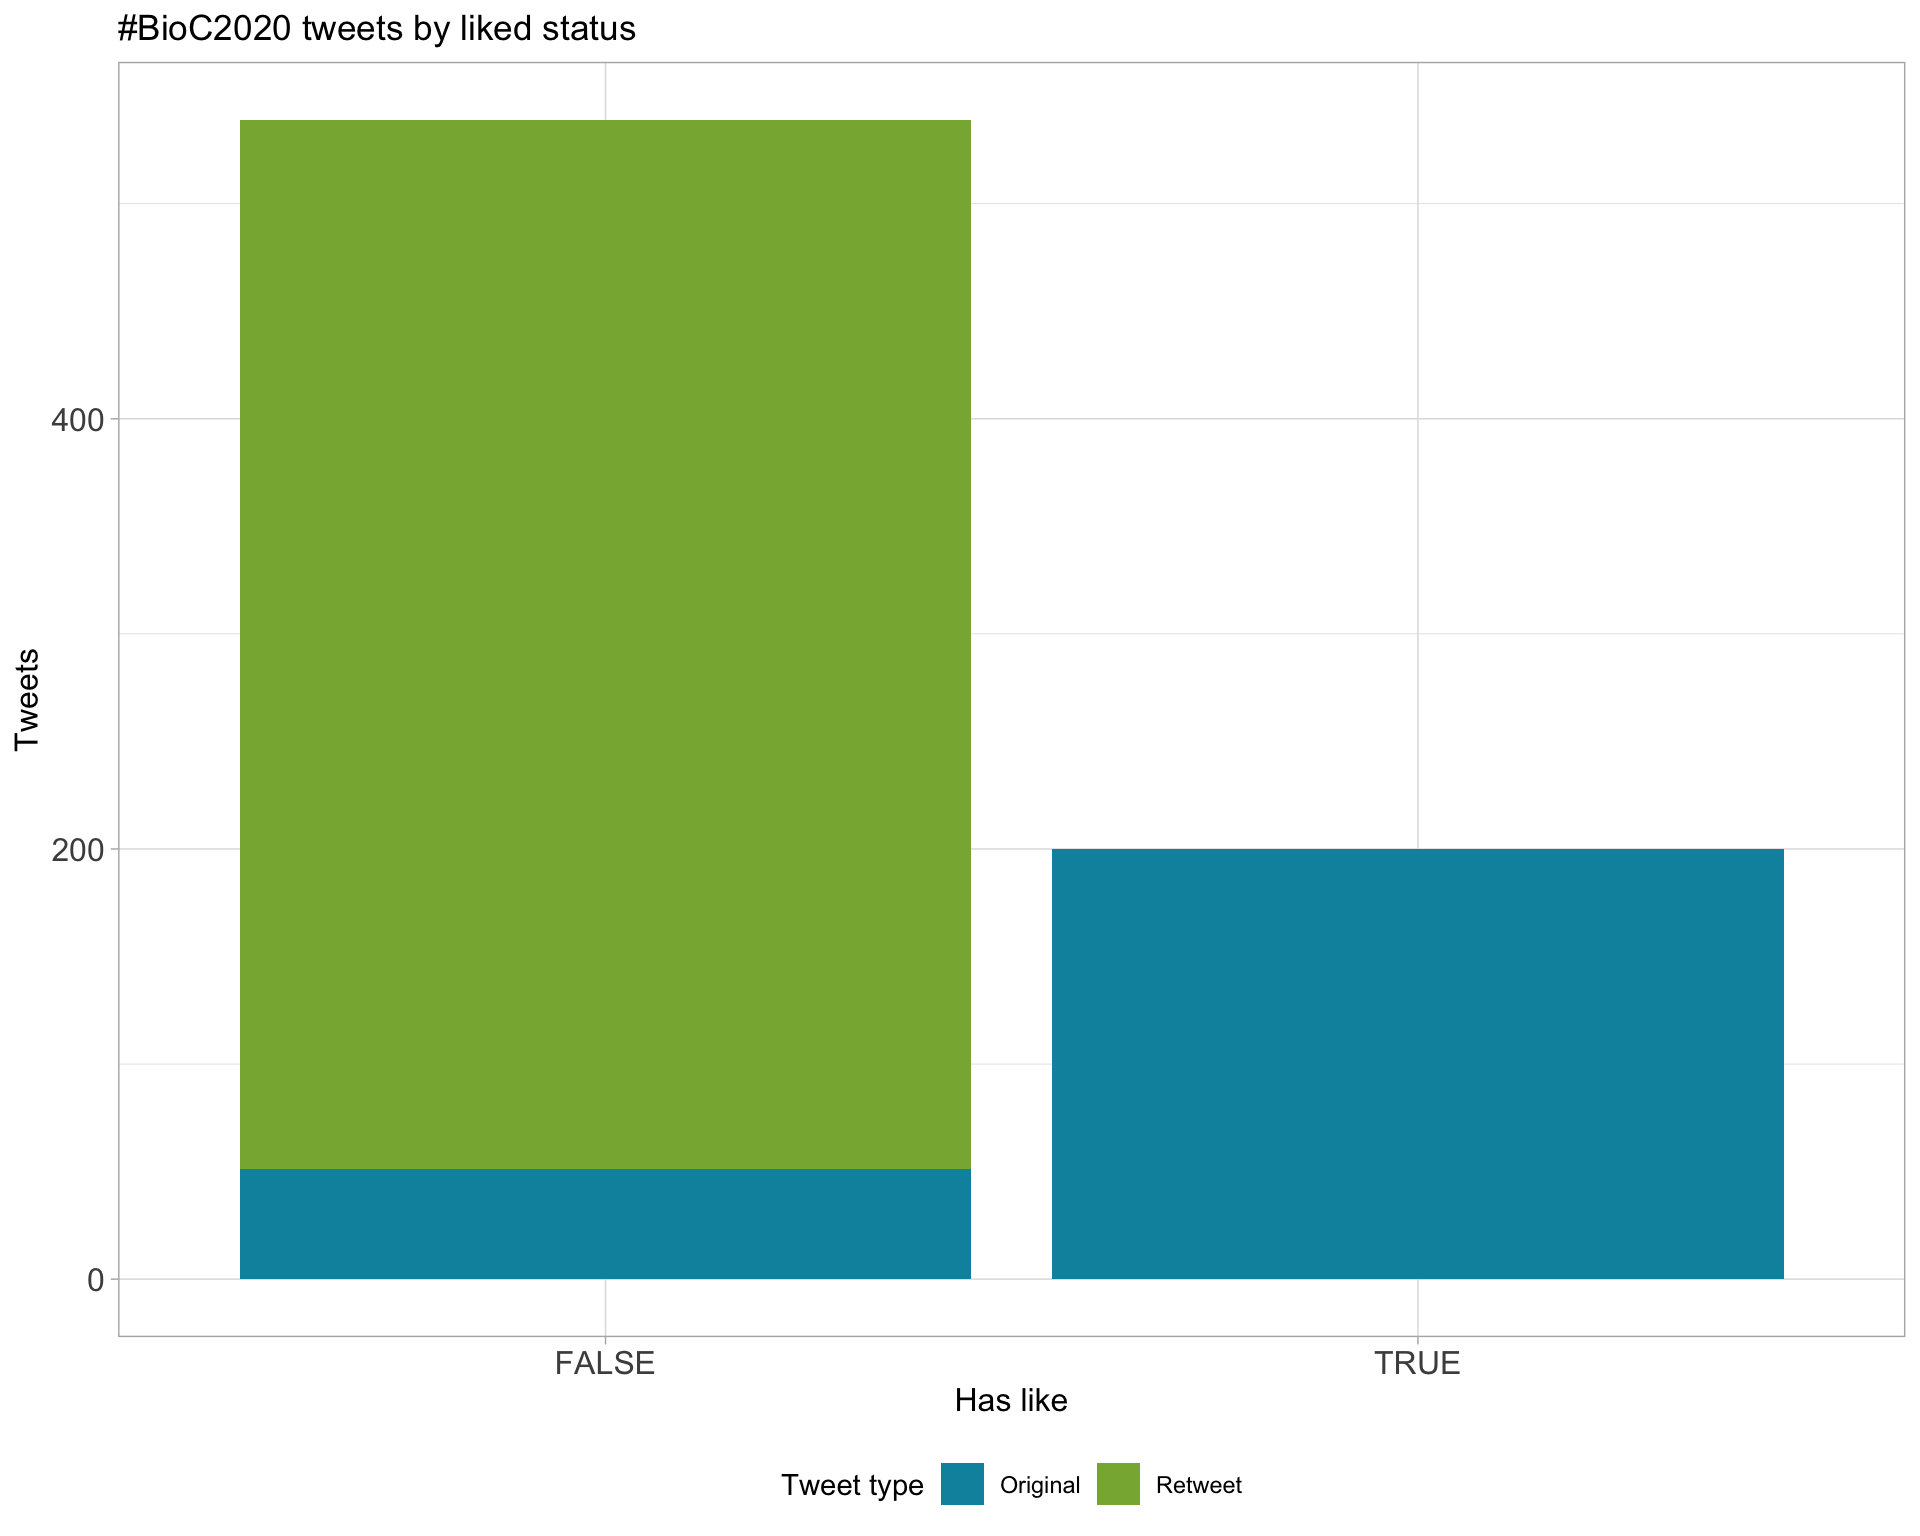 #BioC2020 tweets by liked status
Tweets
400
200
0
FALSE TRUE
Has like
Tweet type Original Retweet